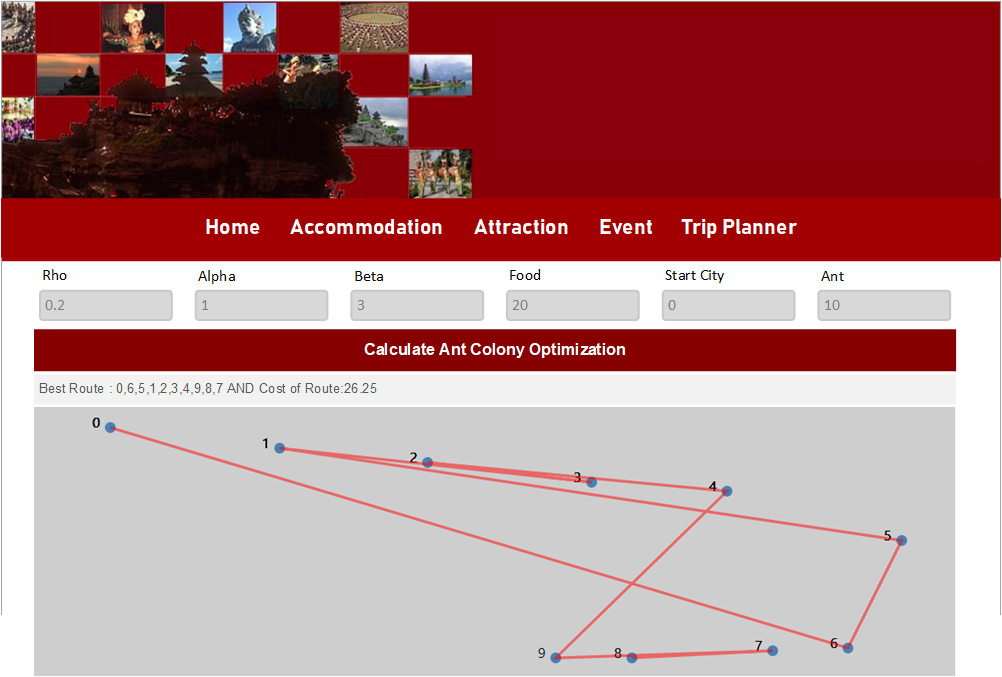 Home Accommodation Attraction Event Trip Planner
Rho Alpha Beta Food Start City Ant
0.2 1 3 20 0 10
Calculate Ant Colony Optimization
Best Route : 0,6,5,1,2,3,4,9,8,7 AND Cost of Route:26.25
0
1
2
3
4
5
6
7
8
9